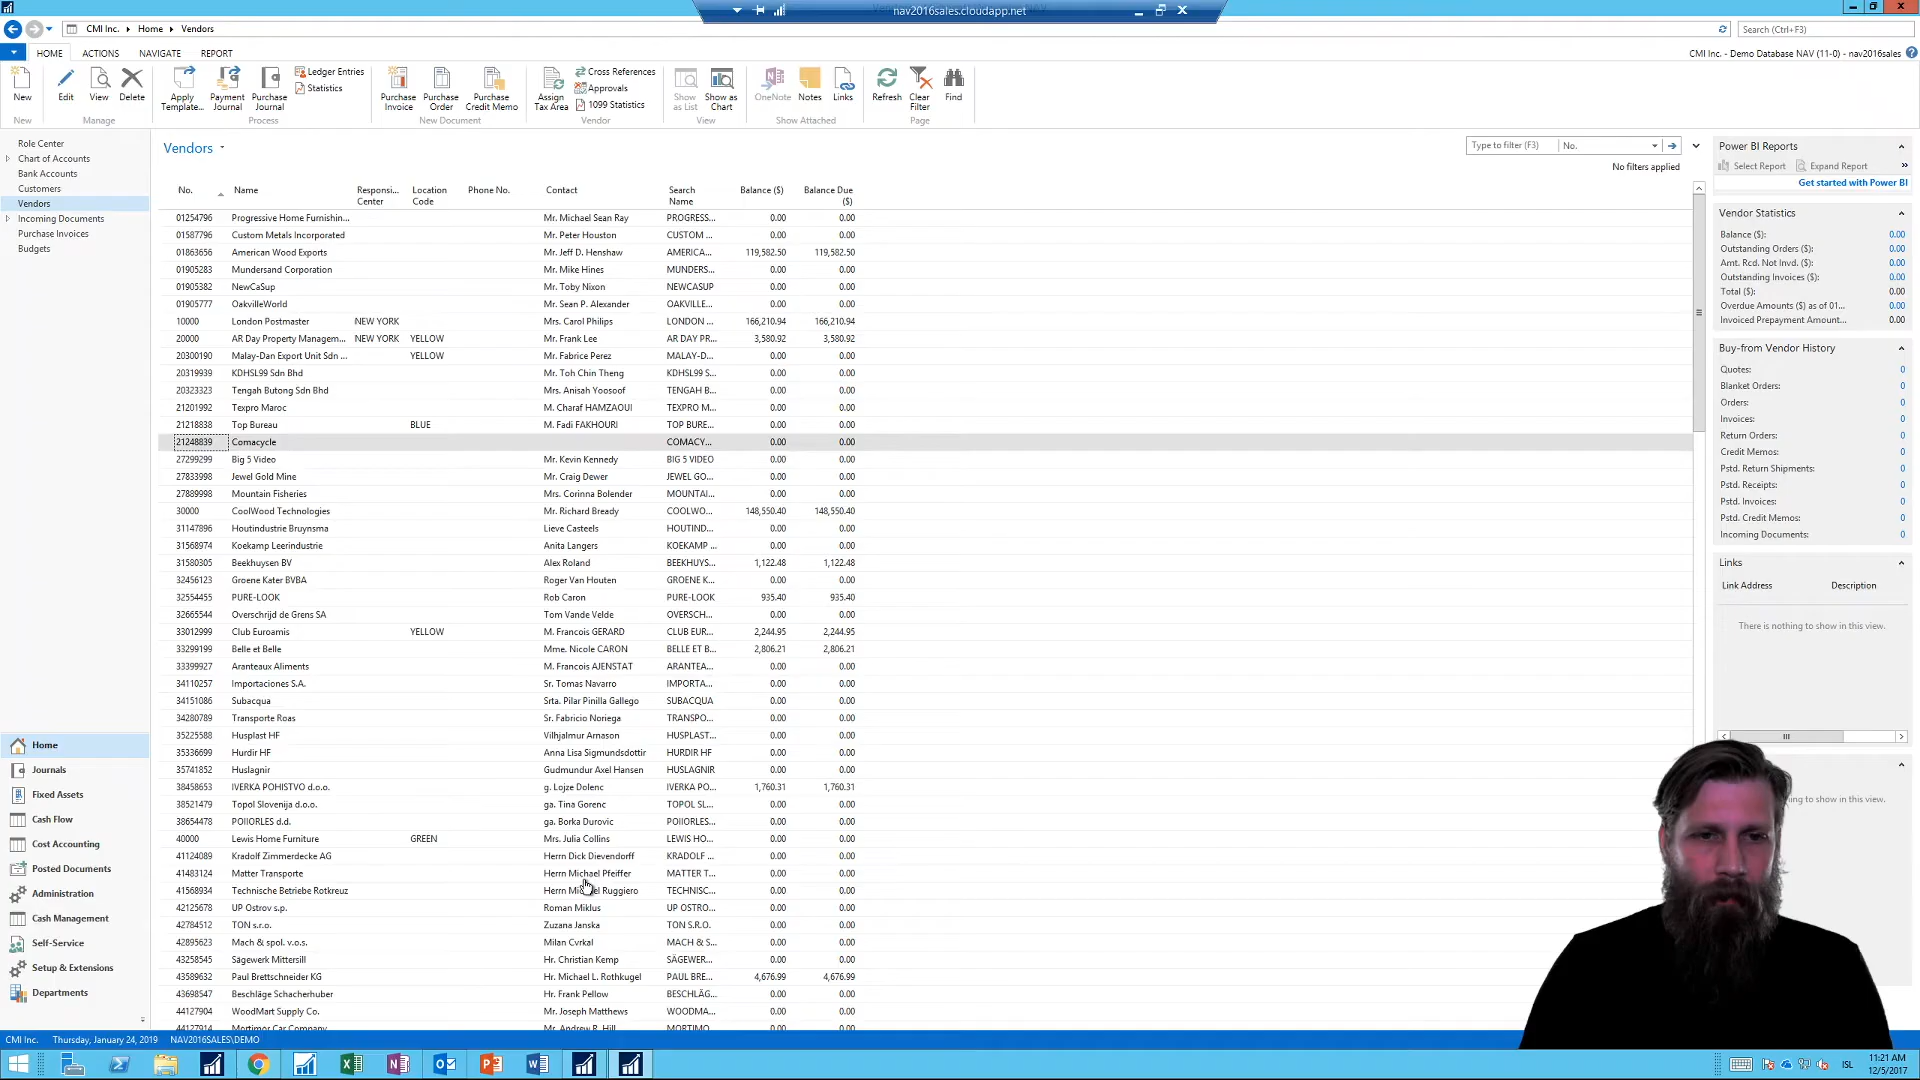 nav2016sales.cloudapp.net
CMI Inc. Home Vendors
Search (Ctrl+F3)
HOME ACTIONS NAVIGATE REPORT
CMI Inc. - Demo Database NAV (11-0) - nav2016sales
New Edit View Delete
Apply Template... Payment Journal Purchase Journal
Ledger Entries
Statistics
Purchase Invoice Purchase Order Purchase Credit Memo
Assign Tax Area
Cross References
Approvals
1099 Statistics
Show as List Show as Chart
OneNote Notes Links
Refresh Clear Filter Find
New Manage Process New Document Vendor View Show Attached Page
Role Center
Chart of Accounts
Bank Accounts
Customers
Vendors
Incoming Documents
Purchase Invoices
Budgets
Vendors
Type to filter (F3) No.
No filters applied
No. Name Responsi... Center Location Code Phone No. Contact Search Name Balance ($) Balance Due ($)
01254796 Progressive Home Furnishin... Mr. Michael Sean Ray PROGRESS... 0.00 0.00
01587796 Custom Metals Incorporated Mr. Peter Houston CUSTOM ... 0.00 0.00
01863656 American Wood Exports Mr. Jeff D. Henshaw AMERICA... 119,582.50 119,582.50
01905283 Mundersand Corporation Mr. Mike Hines MUNDERS... 0.00 0.00
01905382 NewCaSup Mr. Toby Nixon NEWCASUP 0.00 0.00
01905777 OakvilleWorld Mr. Sean P. Alexander OAKVILLE... 0.00 0.00
10000 London Postmaster NEW YORK Mrs. Carol Philips LONDON ... 166,210.94 166,210.94
20000 AR Day Property Managem... NEW YORK YELLOW Mr. Frank Lee AR DAY PR... 3,580.92 3,580.92
20300190 Malay-Dan Export Unit Sdn ... YELLOW Mr. Fabrice Perez MALAY-D... 0.00 0.00
20319939 KDHSL99 Sdn Bhd Mr. Toh Chin Theng KDHSL99 S... 0.00 0.00
20323323 Tengah Butong Sdn Bhd Mrs. Anisah Yoosoof TENGAH B... 0.00 0.00
21201992 Texpro Maroc M. Charaf HAMZAOUI TEXPRO M... 0.00 0.00
21218838 Top Bureau BLUE M. Fadi FAKHOURI TOP BURE... 0.00 0.00
21248839 Comacycle COMACY... 0.00 0.00
27299299 Big 5 Video Mr. Kevin Kennedy BIG 5 VIDEO 0.00 0.00
27833998 Jewel Gold Mine Mr. Craig Dewer JEWEL GO... 0.00 0.00
27889998 Mountain Fisheries Mrs. Corinna Bolender MOUNTAI... 0.00 0.00
30000 CoolWood Technologies Mr. Richard Bready COOLWO... 148,550.40 148,550.40
31147896 Houtindustrie Bruynsma Lieve Casteels HOUTIND... 0.00 0.00
31568974 Koekamp Leerindustrie Anita Langers KOEKAMP ... 0.00 0.00
31580305 Beekhuysen BV Alex Roland BEEKHUYS... 1,122.48 1,122.48
32456123 Groene Kater BVBA Roger Van Houten GROENE K... 0.00 0.00
32554455 PURE-LOOK Rob Caron PURE-LOOK 935.40 935.40
32665544 Overschrijd de Grens SA Tom Vande Velde OVERSCH... 0.00 0.00
33012999 Club Euroamis YELLOW M. Francois GERARD CLUB EUR... 2,244.95 2,244.95
33299199 Belle et Belle Mme. Nicole CARON BELLE ET B... 2,806.21 2,806.21
33399927 Aranteaux Aliments M. Francois AJENSTAT ARANTEA... 0.00 0.00
34110257 Importaciones S.A. Sr. Tomas Navarro IMPORTA... 0.00 0.00
34151086 Subacqua Srta. Pilar Pinilla Gallego SUBACQUA 0.00 0.00
34280789 Transporte Roas Sr. Fabricio Noriega TRANSPO... 0.00 0.00
35225588 Husplast HF Vilhjalmur Arnason HUSPLAST... 0.00 0.00
35336699 Hurdir HF Anna Lisa Sigmundsdottir HURDIR HF 0.00 0.00
35741852 Huslagnir Gudmundur Axel Hansen HUSLAGNIR 0.00 0.00
38458653 IVERKA POHISTVO d.o.o. g. Lojze Dolenc IVERKA PO... 1,760.31 1,760.31
38521479 Topol Slovenija d.o.o. ga. Tina Gorenc TOPOL SL... 0.00 0.00
38654478 POIIORLES d.d. ga. Borka Durovic POIIORLES... 0.00 0.00
40000 Lewis Home Furniture GREEN Mrs. Julia Collins LEWIS HO... 0.00 0.00
41124089 Kradolf Zimmerdecke AG Herrn Dick Dievendorff KRADOLF ... 0.00 0.00
41483124 Matter Transporte Herrn Michael Pfeiffer MATTER T... 0.00 0.00
41568934 Technische Betriebe Rotkreuz Herrn Michael Ruggiero TECHNISC... 0.00 0.00
42125678 UP Ostrov s.p. Roman Miklus UP OSTRO... 0.00 0.00
42784512 TON s.r.o. Zuzana Janska TON S.R.O. 0.00 0.00
42895623 Mach & spol. v.o.s. Milan Cvrkal MACH & S... 0.00 0.00
43258545 Sägewerk Mittersill Hr. Christian Kemp SÄGEWER... 0.00 0.00
43589632 Paul Brettschneider KG Hr. Michael L. Rothkugel PAUL BRE... 4,676.99 4,676.99
43698547 Beschläge Schacherhuber Hr. Frank Pellow BESCHLÄG... 0.00 0.00
44127904 WoodMart Supply Co. Mr. Joseph Matthews WOODMA... 0.00 0.00
44127914 Mortimor Car Company Mr. Andrew R. Hill MORTIMO... 0.00 0.00
Power BI Reports
Select Report Expand Report
Get started with Power BI
Vendor Statistics
Balance ($): 0.00
Outstanding Orders ($): 0.00
Amt. Rcd. Not Invd. ($): 0.00
Outstanding Invoices ($): 0.00
Total ($): 0.00
Overdue Amounts ($) as of 01... 0.00
Invoiced Prepayment Amount... 0.00
Buy-from Vendor History
Quotes: 0
Blanket Orders: 0
Orders: 0
Invoices: 0
Return Orders: 0
Credit Memos: 0
Pstd. Return Shipments: 0
Pstd. Receipts: 0
Pstd. Invoices: 0
Pstd. Credit Memos: 0
Incoming Documents: 0
Links
Link Address Description
There is nothing to show in this view.
to show in this view.
Home
Journals
Fixed Assets
Cash Flow
Cost Accounting
Posted Documents
Administration
Cash Management
Self-Service
Setup & Extensions
Departments
CMI Inc. Thursday, January 24, 2019 NAV2016SALES\DEMO
ISL 11:21 AM
12/5/2017